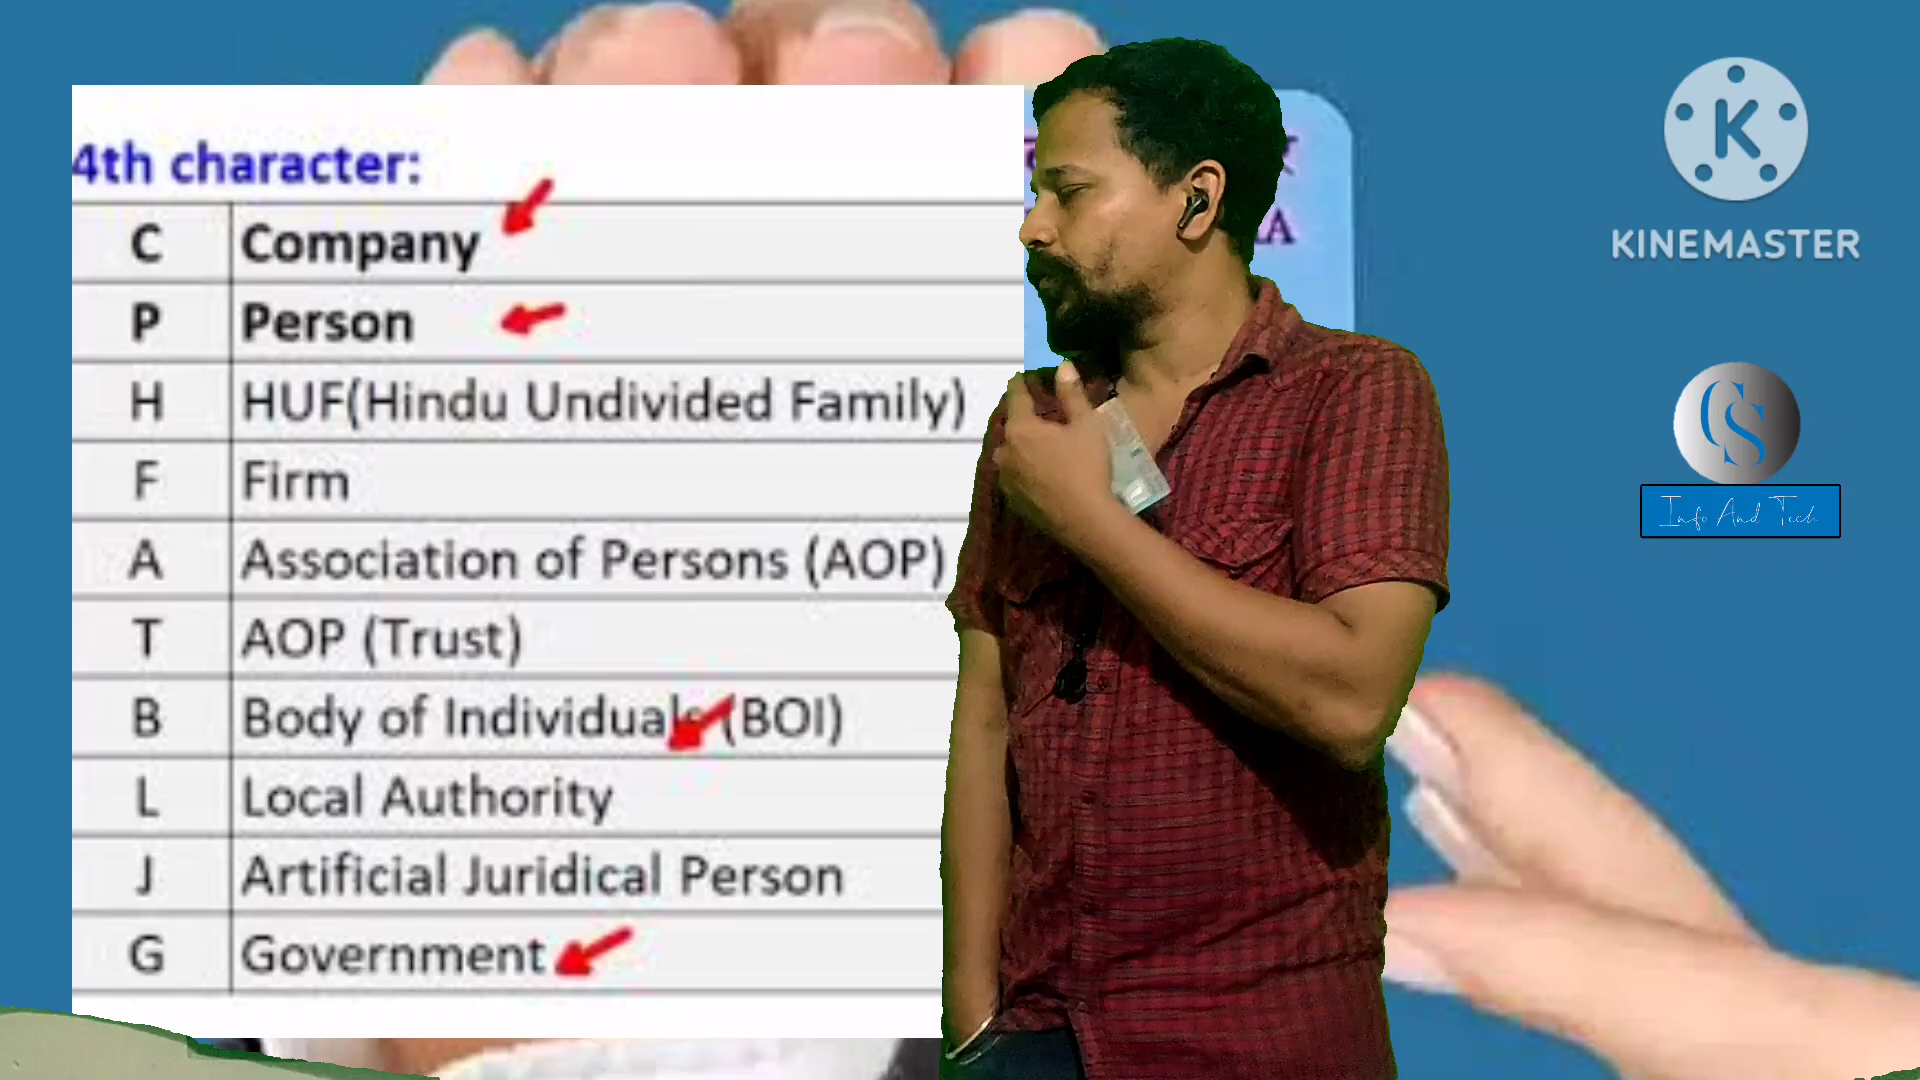 4th character:
C Company
P Person
H HUF(Hindu Undivided Family)
F Firm
A Association of Persons (AOP)
T AOP (Trust)
B Body of Individuals (BOI)
L Local Authority
J Artificial Juridical Person
G Government
K
KINEMASTER
CS
Info And Tech